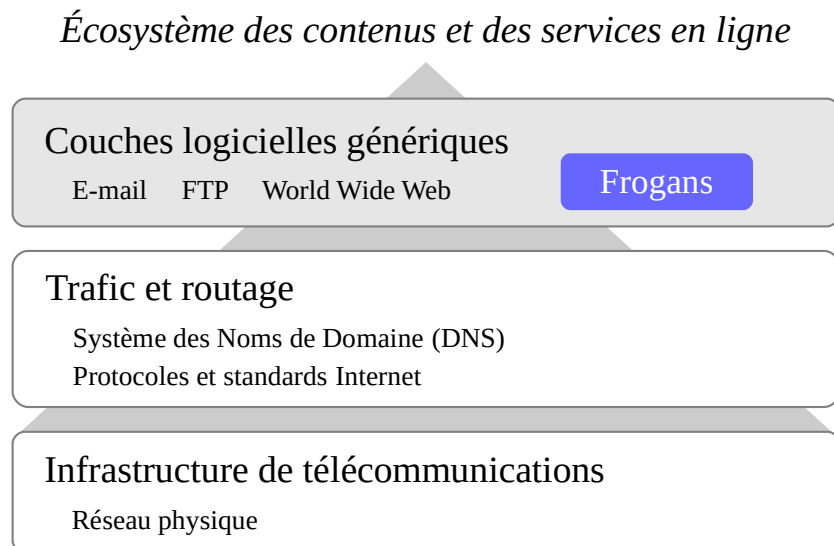 Écosystème des contenus et des services en ligne
Couches logicielles génériques
E-mail FTP World Wide Web
Frogans
Trafic et routage
Système des Noms de Domaine (DNS)
Protocoles et standards Internet
Infrastructure de télécommunications
Réseau physique